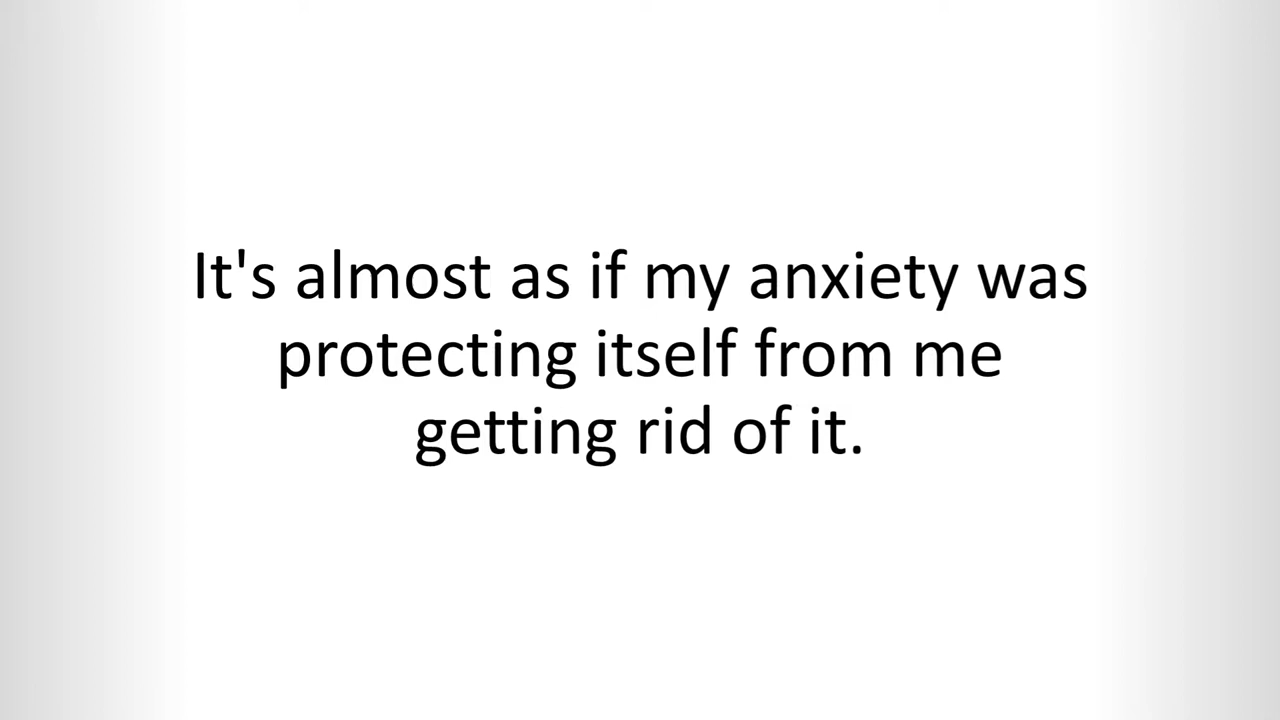 It's almost as if my anxiety was
protecting itself from me
getting rid of it.